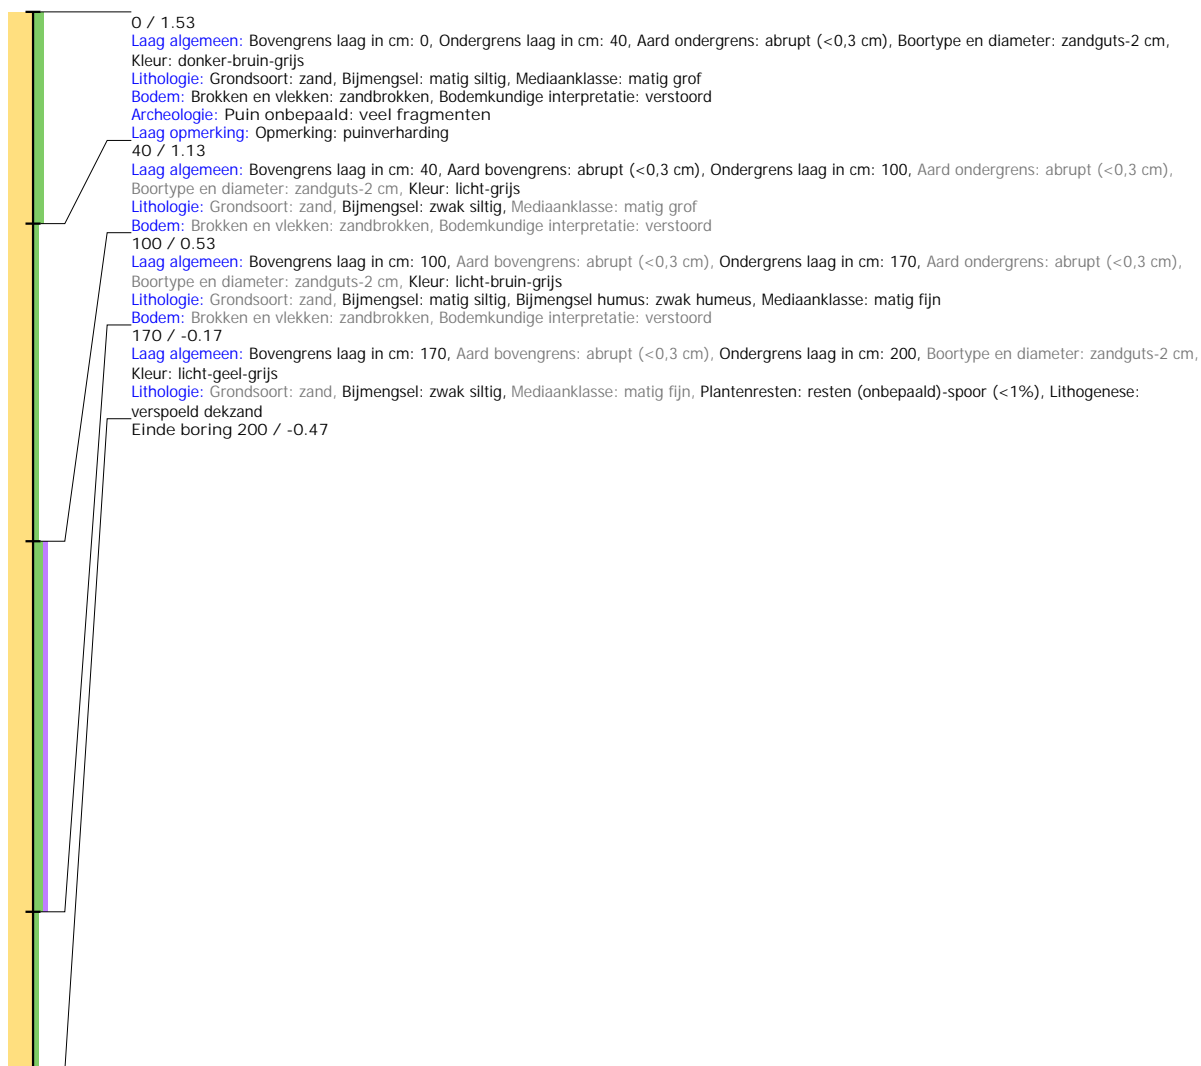 0 / 1.53
Laag algemeen: Bovengrens laag in cm: 0, Ondergrens laag in cm: 40, Aard ondergrens: abrupt (<0,3 cm), Boortype en diameter: zandguts-2 cm,
Kleur: donker-bruin-grijs
Lithologie: Grondsoort: zand, Bijmengsel: matig siltig, Mediaanklasse: matig grof
Bodem: Brokken en vlekken: zandbrokken, Bodemkundige interpretatie: verstoord
Archeologie: Puin onbepaald: veel fragmenten
Laag opmerking: Opmerking: puinverharding
40 / 1.13
Laag algemeen: Bovengrens laag in cm: 40, Aard bovengrens: abrupt (<0,3 cm), Ondergrens laag in cm: 100, Aard ondergrens: abrupt (<0,3 cm),
Boortype en diameter: zandguts-2 cm, Kleur: licht-grijs
Lithologie: Grondsoort: zand, Bijmengsel: zwak siltig, Mediaanklasse: matig grof
Bodem: Brokken en vlekken: zandbrokken, Bodemkundige interpretatie: verstoord
100 / 0.53
Laag algemeen: Bovengrens laag in cm: 100, Aard bovengrens: abrupt (<0,3 cm), Ondergrens laag in cm: 170, Aard ondergrens: abrupt (<0,3 cm),
Boortype en diameter: zandguts-2 cm, Kleur: licht-bruin-grijs
Lithologie: Grondsoort: zand, Bijmengsel: matig siltig, Bijmengsel humus: zwak humeus, Mediaanklasse: matig fijn
Bodem: Brokken en vlekken: zandbrokken, Bodemkundige interpretatie: verstoord
170 / -0.17
Laag algemeen: Bovengrens laag in cm: 170, Aard bovengrens: abrupt (<0,3 cm), Ondergrens laag in cm: 200, Boortype en diameter: zandguts-2 cm,
Kleur: licht-geel-grijs
Lithologie: Grondsoort: zand, Bijmengsel: zwak siltig, Mediaanklasse: matig fijn, Plantenresten: resten (onbepaald)-spoor (<1%), Lithogenese:
verspoeld dekzand
Einde boring 200 / -0.47